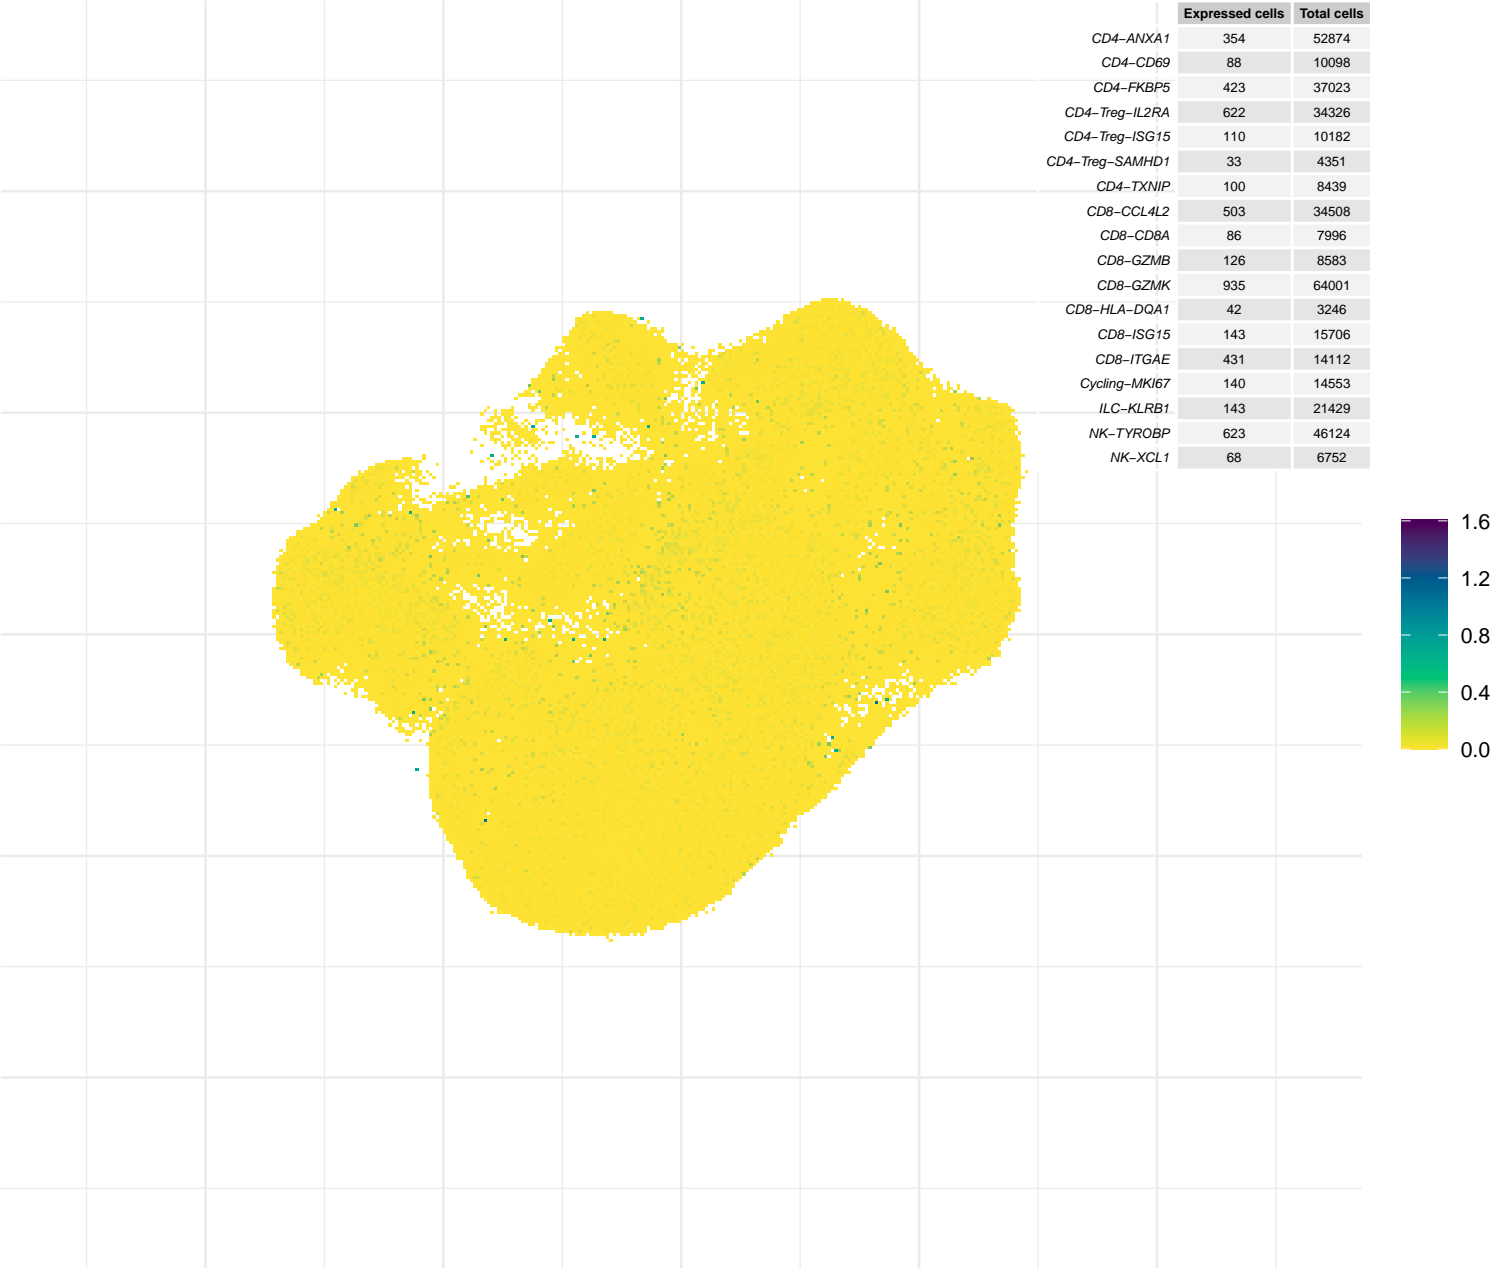 Expressed cells Total cells
CD4−ANXA1 354 52874
CD4−CD69 88 10098
CD4−FKBP5 423 37023
CD4−Treg−IL2RA 622 34326
CD4−Treg−ISG15 110 10182
CD4−Treg−SAMHD1 33 4351
CD4−TXNIP 100 8439
CD8−CCL4L2 503 34508
CD8−CD8A 86 7996
CD8−GZMB 126 8583
CD8−GZMK 935 64001
CD8−HLA−DQA1 42 3246
CD8−ISG15 143 15706
CD8−ITGAE 431 14112
Cycling−MKI67 140 14553
ILC−KLRB1 143 21429
NK−TYROBP 623 46124
NK−XCL1 68 6752
1.6
1.2
0.8
0.4
0.0